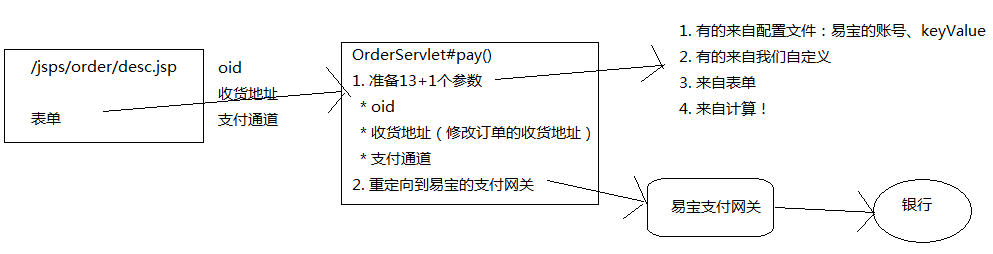 /jsps/order/desc.jsp
表单
oid
收货地址
支付通道
OrderServlet#pay()
1. 准备13+1个参数
* oid
* 收货地址（修改订单的收货地址）
* 支付通道
2. 重定向到易宝的支付网关
1. 有的来自配置文件：易宝的账号、keyValue
2. 有的来自我们自定义
3. 来自表单
4. 来自计算！
易宝支付网关
银行